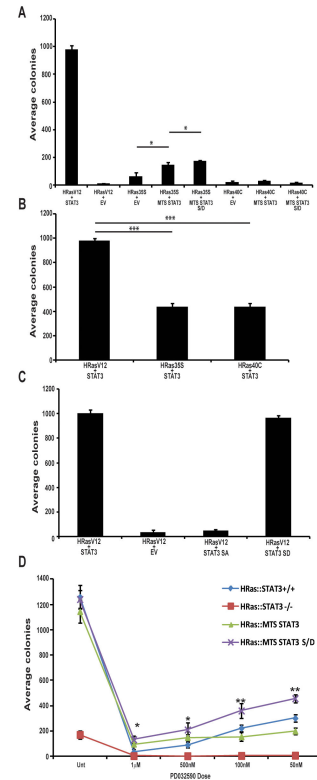 A
Average colonies
1200
1000
800
600
400
200
0
*
*
HRasV12 + STAT3
HRasV12 + EV
HRas35S + EV
HRas35S + MTS STAT3
HRas35S + MTS STAT3 S/D
HRas40C + EV
HRas40C + MTS STAT3
HRas40C + MTS STAT3 S/D
B
Average colonies
1200
1000
800
600
400
200
0
***
***
HRasV12 + STAT3
HRas35S + STAT3
HRas40C + STAT3
C
Average colonies
1200
1000
800
600
400
200
0
HRasV12 + STAT3
HRasV12 + EV
HRasV12 + STAT3 SA
HRasV12 + STAT3 SD
D
Average colonies
1400
1200
1000
800
600
400
200
0
HRas::STAT3+/+
HRas::STAT3 -/-
HRas::MTS STAT3
HRas::MTS STAT3 S/D
*
*
**
**
Unt
1µM
500nM
100nM
50nM
PD032590 Dose